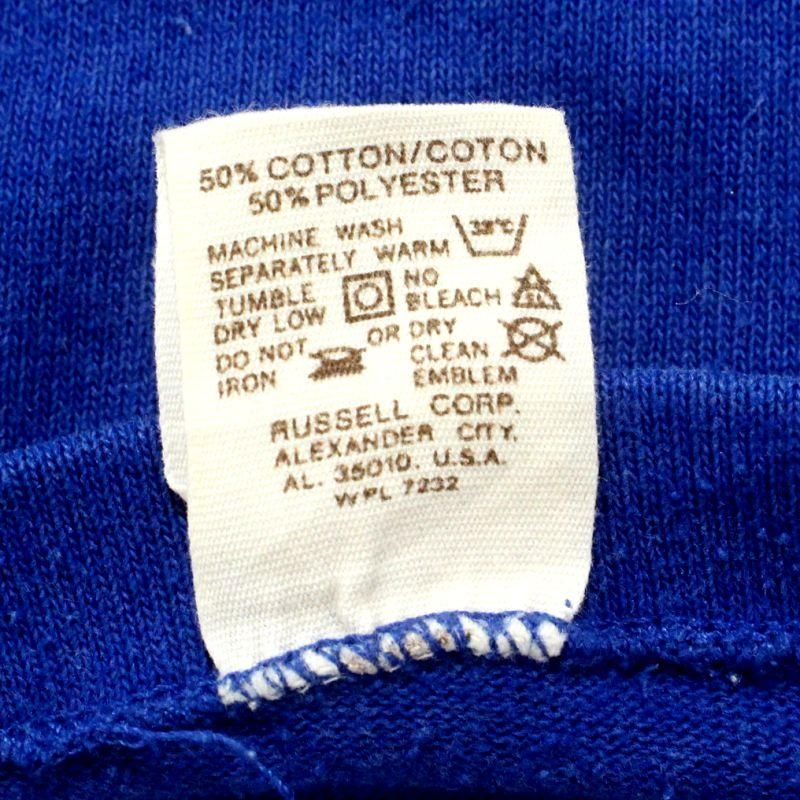 50% COTTON/COTON
50% POLYESTER
MACHINE WASH
SEPARATELY WARM
38°C
TUMBLE
DRY LOW
NO
BLEACH
DO NOT
IRON
OR DRY
CLEAN
EMBLEM
RUSSELL CORP.
ALEXANDER CITY,
AL. 35010. U.S.A.
WPL 7232